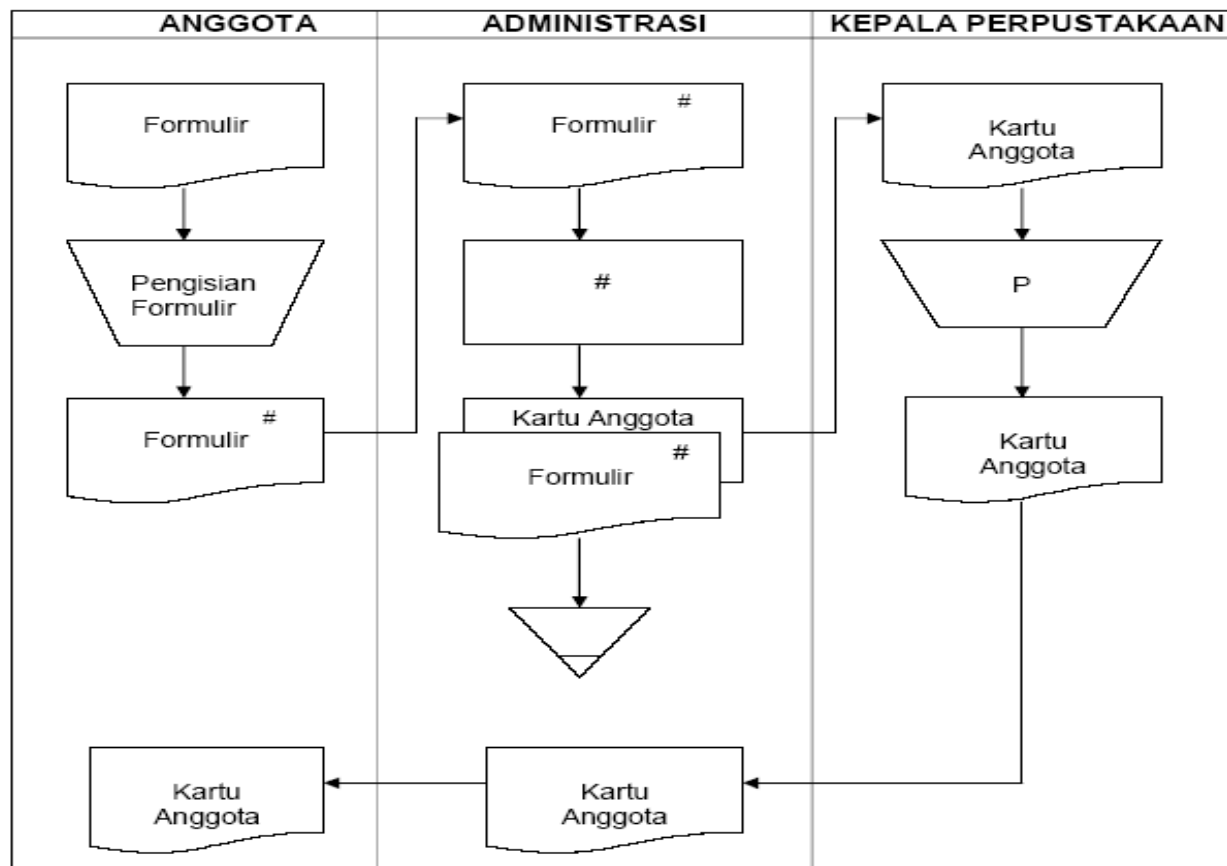 ANGGOTA
ADMINISTRASI
KEPALA PERPUSTAKAAN
Formulir
Pengisian
Formulir
#
Formulir
#
Formulir
#
Kartu Anggota
#
Formulir
Kartu
Anggota
P
Kartu
Anggota
Kartu
Anggota
Kartu
Anggota